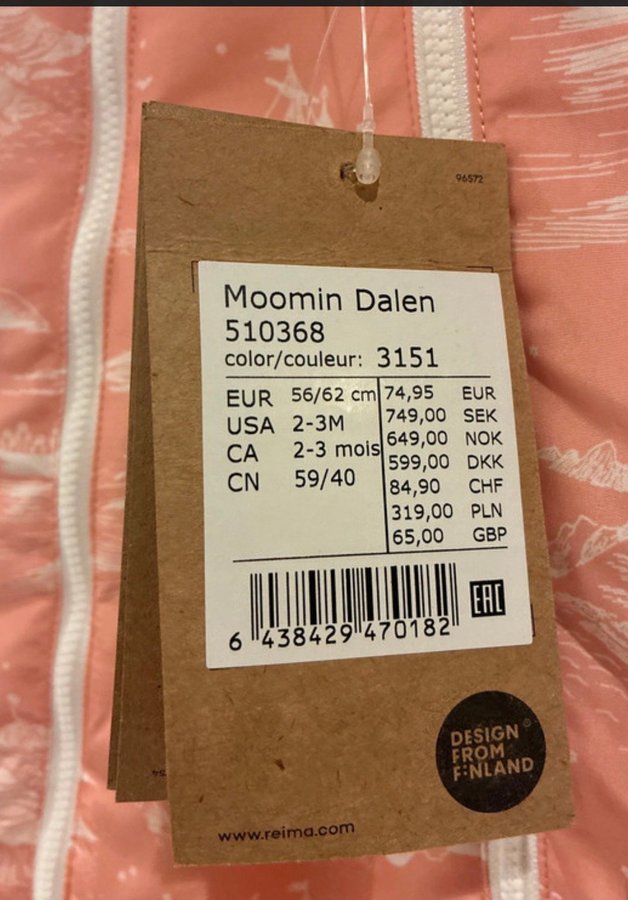 96572
Moomin Dalen
510368
color/couleur: 3151
EUR 56/62 cm 74,95 EUR
USA 2-3M 749,00 SEK
CA 2-3 mois 649,00 NOK
CN 59/40 599,00 DKK
84,90 CHF
319,00 PLN
65,00 GBP
6 438429 470182
EAC
DESIGN®
FROM
FINLAND
www.reima.com